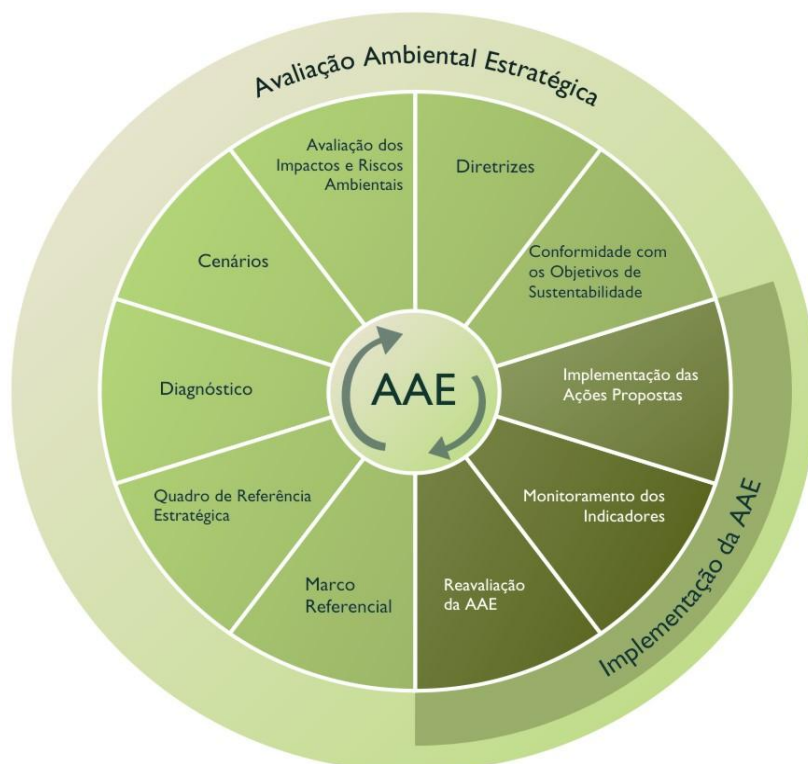 Avaliação Ambiental Estratégica
Avaliação dos
Impactos e Riscos
Ambientais
Diretrizes
Conformidade com
os Objetivos de
Sustentabilidade
Implementação das
Ações Propostas
Monitoramento dos
Indicadores
Reavaliação
da AAE
Marco
Referencial
Quadro de Referência
Estratégica
Diagnóstico
Cenários
AAE
Implementação da AAE